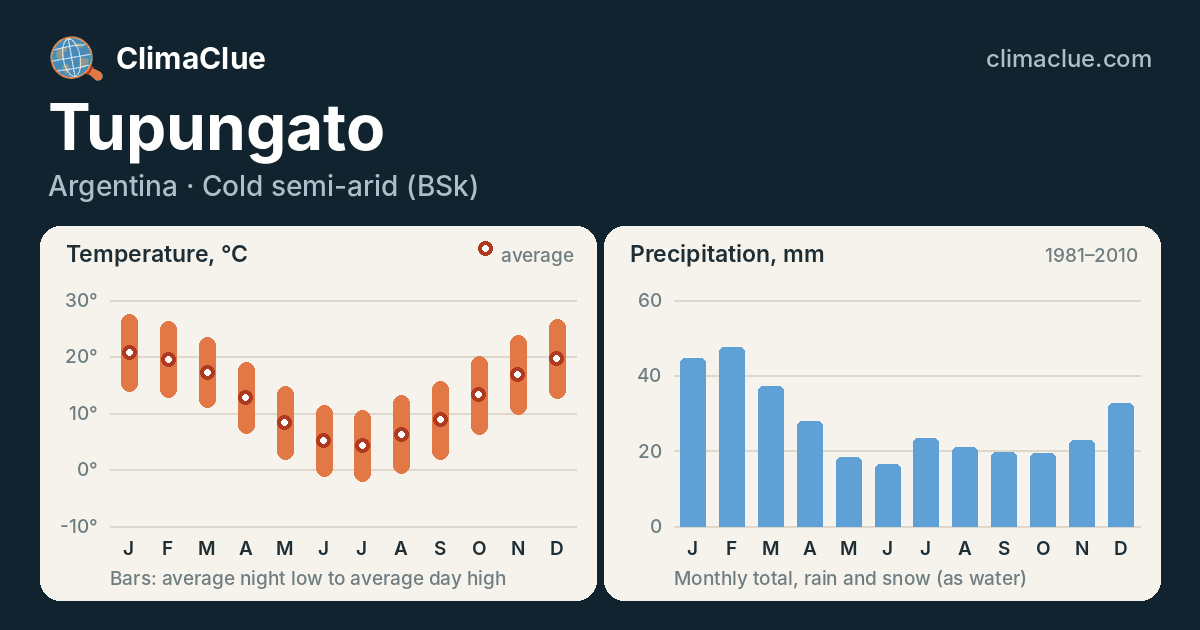 ClimaClue
climaclue.com
Tupungato
Argentina · Cold semi-arid (BSk)
Temperature, °C
average
30°
20°
10°
0°
-10°
J F M A M J J A S O N D
Bars: average night low to average day high
Precipitation, mm
1981–2010
60
40
20
0
J F M A M J J A S O N D
Monthly total, rain and snow (as water)